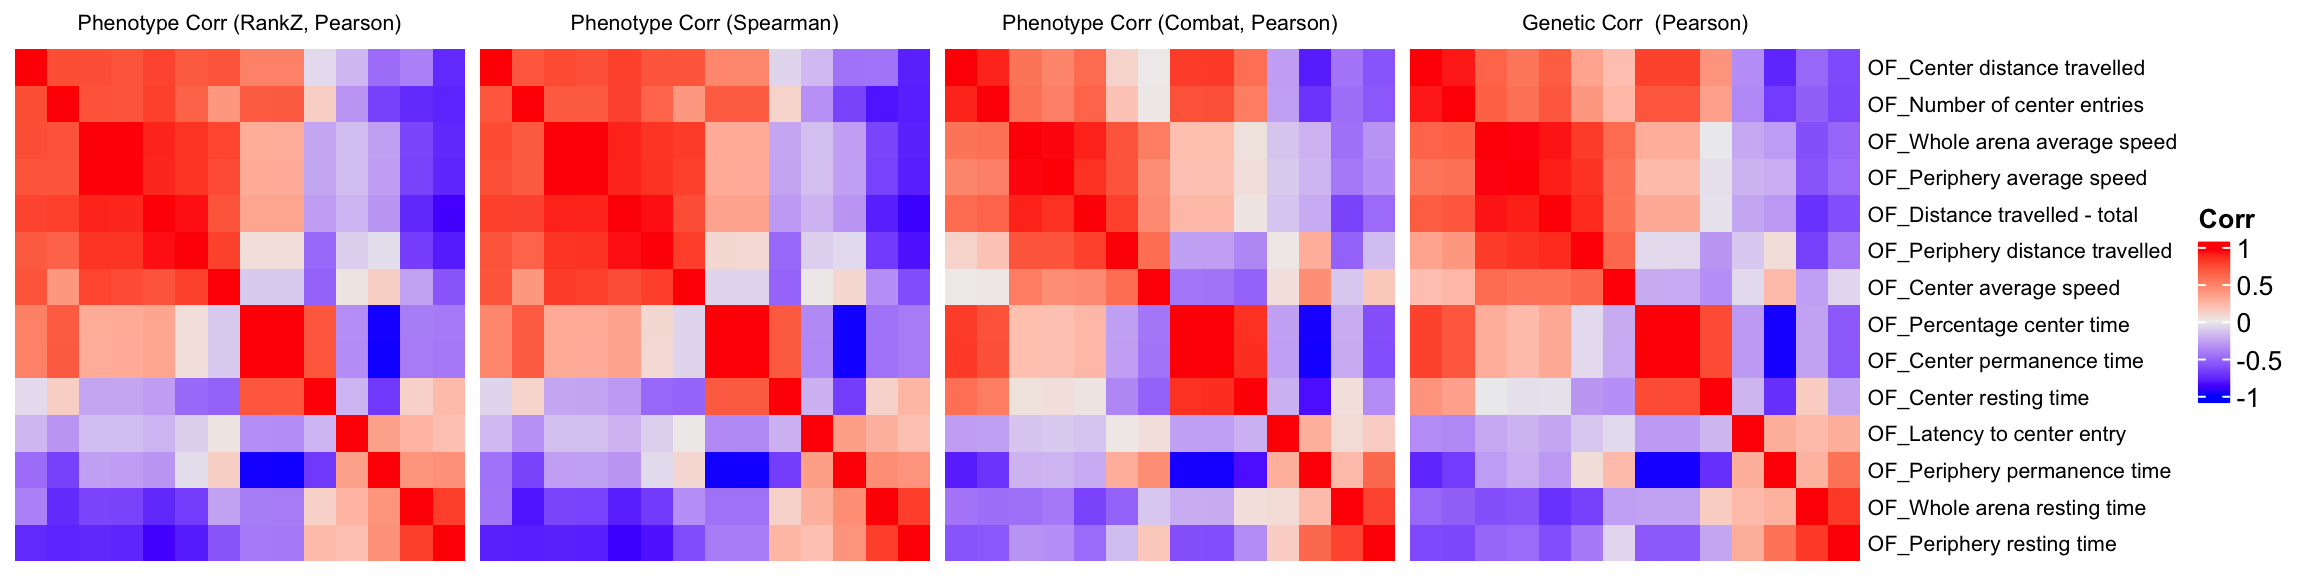 Phenotype Corr (RankZ, Pearson)
Phenotype Corr (Spearman)
Phenotype Corr (Combat, Pearson)
Genetic Corr  (Pearson)
OF_Center distance travelled
OF_Number of center entries
OF_Whole arena average speed
OF_Periphery average speed
OF_Distance travelled - total
OF_Periphery distance travelled
OF_Center average speed
OF_Percentage center time
OF_Center permanence time
OF_Center resting time
OF_Latency to center entry
OF_Periphery permanence time
OF_Whole arena resting time
OF_Periphery resting time
Corr
1
0.5
0
-0.5
-1